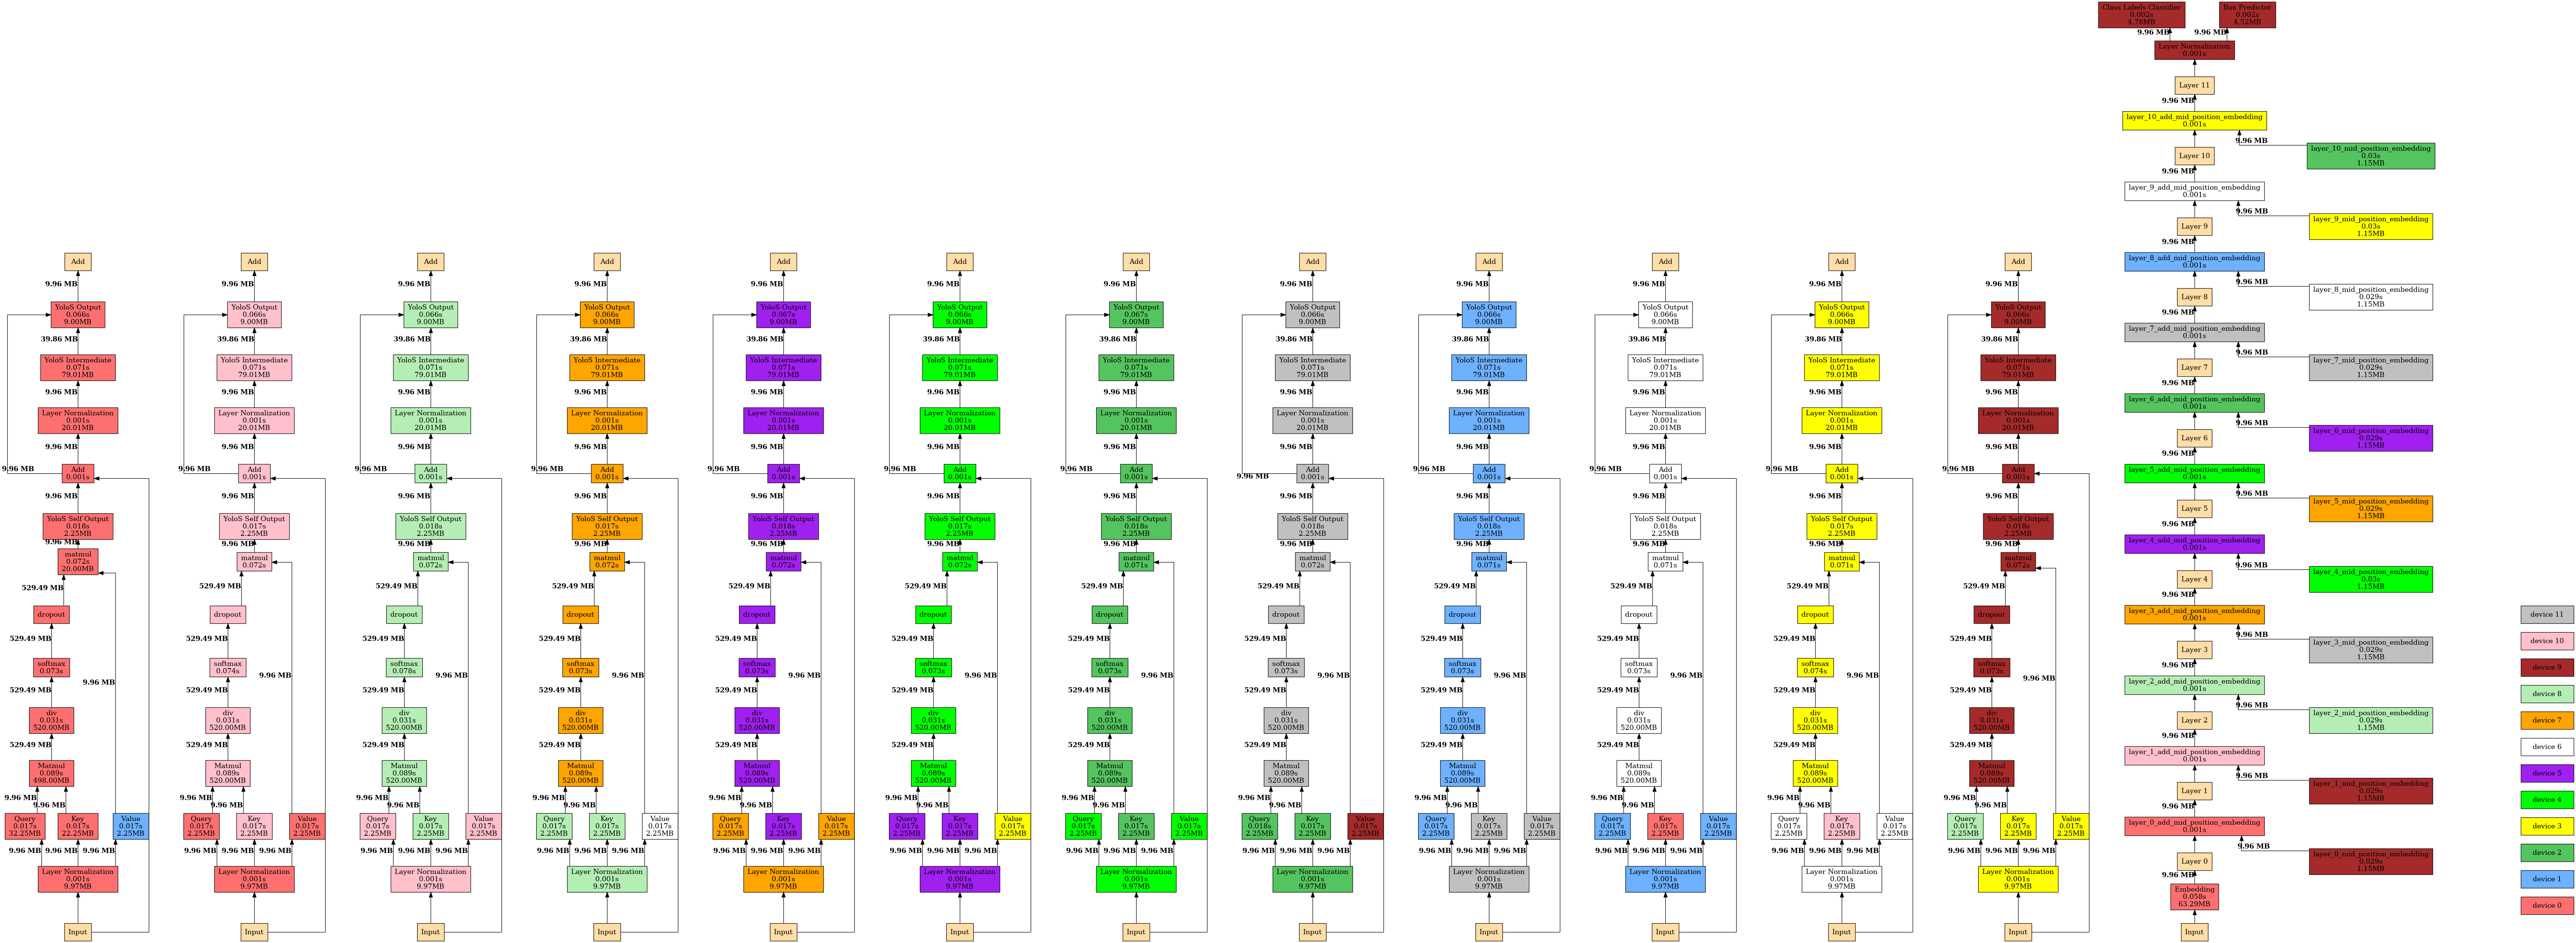 Add
9.96 MB
YoloS Output
0.066s
9.00MB
39.86 MB
YoloS Intermediate
0.071s
79.01MB
9.96 MB
Layer Normalization
0.001s
20.01MB
9.96 MB
9.96 MB
Add
0.001s
9.96 MB
YoloS Self Output
0.018s
2.25MB
9.96 MB
matmul
0.072s
20.00MB
529.49 MB
dropout
529.49 MB
softmax
0.073s
9.96 MB
529.49 MB
div
0.031s
520.00MB
529.49 MB
Matmul
0.089s
498.00MB
9.96 MB
9.96 MB
Query
0.017s
32.25MB
Key
0.017s
22.25MB
Value
0.017s
2.25MB
9.96 MB
9.96 MB
9.96 MB
Layer Normalization
0.001s
9.97MB
Input
Add
9.96 MB
YoloS Output
0.066s
9.00MB
39.86 MB
YoloS Intermediate
0.071s
79.01MB
9.96 MB
Layer Normalization
0.001s
20.01MB
9.96 MB
9.96 MB
Add
0.001s
9.96 MB
YoloS Self Output
0.017s
2.25MB
9.96 MB
matmul
0.072s
529.49 MB
dropout
529.49 MB
softmax
0.074s
9.96 MB
529.49 MB
div
0.031s
520.00MB
529.49 MB
Matmul
0.089s
520.00MB
9.96 MB
9.96 MB
Query
0.017s
2.25MB
Key
0.017s
2.25MB
Value
0.017s
2.25MB
9.96 MB
9.96 MB
9.96 MB
Layer Normalization
0.001s
9.97MB
Input
Add
9.96 MB
YoloS Output
0.066s
9.00MB
39.86 MB
YoloS Intermediate
0.071s
79.01MB
9.96 MB
Layer Normalization
0.001s
20.01MB
9.96 MB
9.96 MB
Add
0.001s
9.96 MB
YoloS Self Output
0.018s
2.25MB
9.96 MB
matmul
0.072s
529.49 MB
dropout
529.49 MB
softmax
0.078s
9.96 MB
529.49 MB
div
0.031s
520.00MB
529.49 MB
Matmul
0.089s
520.00MB
9.96 MB
9.96 MB
Query
0.017s
2.25MB
Key
0.017s
2.25MB
Value
0.017s
2.25MB
9.96 MB
9.96 MB
9.96 MB
Layer Normalization
0.001s
9.97MB
Input
Add
9.96 MB
YoloS Output
0.066s
9.00MB
39.86 MB
YoloS Intermediate
0.071s
79.01MB
9.96 MB
Layer Normalization
0.001s
20.01MB
9.96 MB
9.96 MB
Add
0.001s
9.96 MB
YoloS Self Output
0.017s
2.25MB
9.96 MB
matmul
0.072s
529.49 MB
dropout
529.49 MB
softmax
0.073s
9.96 MB
529.49 MB
div
0.031s
520.00MB
529.49 MB
Matmul
0.089s
520.00MB
9.96 MB
9.96 MB
Query
0.017s
2.25MB
Key
0.017s
2.25MB
Value
0.017s
2.25MB
9.96 MB
9.96 MB
9.96 MB
Layer Normalization
0.001s
9.97MB
Input
Add
9.96 MB
YoloS Output
0.067s
9.00MB
39.86 MB
YoloS Intermediate
0.071s
79.01MB
9.96 MB
Layer Normalization
0.001s
20.01MB
9.96 MB
9.96 MB
Add
0.001s
9.96 MB
YoloS Self Output
0.018s
2.25MB
9.96 MB
matmul
0.072s
529.49 MB
dropout
529.49 MB
softmax
0.073s
9.96 MB
529.49 MB
div
0.031s
520.00MB
529.49 MB
Matmul
0.089s
520.00MB
9.96 MB
9.96 MB
Query
0.017s
2.25MB
Key
0.017s
2.25MB
Value
0.017s
2.25MB
9.96 MB
9.96 MB
9.96 MB
Layer Normalization
0.001s
9.97MB
Input
Add
9.96 MB
YoloS Output
0.066s
9.00MB
39.86 MB
YoloS Intermediate
0.071s
79.01MB
9.96 MB
Layer Normalization
0.001s
20.01MB
9.96 MB
9.96 MB
Add
0.001s
9.96 MB
YoloS Self Output
0.017s
2.25MB
9.96 MB
matmul
0.072s
529.49 MB
dropout
529.49 MB
softmax
0.073s
9.96 MB
529.49 MB
div
0.031s
520.00MB
529.49 MB
Matmul
0.089s
520.00MB
9.96 MB
9.96 MB
Query
0.017s
2.25MB
Key
0.017s
2.25MB
Value
0.017s
2.25MB
9.96 MB
9.96 MB
9.96 MB
Layer Normalization
0.001s
9.97MB
Input
Add
9.96 MB
YoloS Output
0.067s
9.00MB
39.86 MB
YoloS Intermediate
0.071s
79.01MB
9.96 MB
Layer Normalization
0.001s
20.01MB
9.96 MB
9.96 MB
Add
0.001s
9.96 MB
YoloS Self Output
0.018s
2.25MB
9.96 MB
matmul
0.071s
529.49 MB
dropout
529.49 MB
softmax
0.073s
9.96 MB
529.49 MB
div
0.031s
520.00MB
529.49 MB
Matmul
0.089s
520.00MB
9.96 MB
9.96 MB
Query
0.017s
2.25MB
Key
0.017s
2.25MB
Value
0.017s
2.25MB
9.96 MB
9.96 MB
9.96 MB
Layer Normalization
0.001s
9.97MB
Input
Add
9.96 MB
YoloS Output
0.066s
9.00MB
39.86 MB
YoloS Intermediate
0.071s
79.01MB
9.96 MB
Layer Normalization
0.001s
20.01MB
9.96 MB
Add
0.001s
9.96 MB
9.96 MB
YoloS Self Output
0.018s
2.25MB
9.96 MB
matmul
0.072s
529.49 MB
dropout
529.49 MB
softmax
0.073s
9.96 MB
529.49 MB
div
0.031s
520.00MB
529.49 MB
Matmul
0.089s
520.00MB
9.96 MB
9.96 MB
Query
0.018s
2.25MB
Key
0.017s
2.25MB
Value
0.017s
2.25MB
9.96 MB
9.96 MB
9.96 MB
Layer Normalization
0.001s
9.97MB
Input
Add
9.96 MB
YoloS Output
0.066s
9.00MB
39.86 MB
YoloS Intermediate
0.071s
79.01MB
9.96 MB
Layer Normalization
0.001s
20.01MB
9.96 MB
9.96 MB
Add
0.001s
9.96 MB
YoloS Self Output
0.018s
2.25MB
9.96 MB
matmul
0.071s
529.49 MB
dropout
529.49 MB
softmax
0.073s
9.96 MB
529.49 MB
div
0.031s
520.00MB
529.49 MB
Matmul
0.089s
520.00MB
9.96 MB
9.96 MB
Query
0.017s
2.25MB
Key
0.017s
2.25MB
Value
0.017s
2.25MB
9.96 MB
9.96 MB
9.96 MB
Layer Normalization
0.001s
9.97MB
Input
Add
9.96 MB
YoloS Output
0.066s
9.00MB
39.86 MB
YoloS Intermediate
0.071s
79.01MB
9.96 MB
Layer Normalization
0.001s
20.01MB
9.96 MB
9.96 MB
Add
0.001s
9.96 MB
YoloS Self Output
0.018s
2.25MB
9.96 MB
matmul
0.071s
529.49 MB
dropout
529.49 MB
softmax
0.073s
9.96 MB
529.49 MB
div
0.031s
520.00MB
529.49 MB
Matmul
0.089s
520.00MB
9.96 MB
9.96 MB
Query
0.017s
2.25MB
Key
0.017s
2.25MB
Value
0.017s
2.25MB
9.96 MB
9.96 MB
9.96 MB
Layer Normalization
0.001s
9.97MB
Input
Add
9.96 MB
YoloS Output
0.066s
9.00MB
39.86 MB
YoloS Intermediate
0.071s
79.01MB
9.96 MB
Layer Normalization
0.001s
20.01MB
9.96 MB
9.96 MB
Add
0.001s
9.96 MB
YoloS Self Output
0.017s
2.25MB
9.96 MB
matmul
0.071s
529.49 MB
dropout
529.49 MB
softmax
0.074s
9.96 MB
529.49 MB
div
0.031s
520.00MB
529.49 MB
Matmul
0.089s
520.00MB
9.96 MB
9.96 MB
Query
0.017s
2.25MB
Key
0.017s
2.25MB
Value
0.017s
2.25MB
9.96 MB
9.96 MB
9.96 MB
Layer Normalization
0.001s
9.97MB
Input
Add
9.96 MB
YoloS Output
0.066s
9.00MB
39.86 MB
YoloS Intermediate
0.071s
79.01MB
9.96 MB
Layer Normalization
0.001s
20.01MB
9.96 MB
9.96 MB
Add
0.001s
9.96 MB
YoloS Self Output
0.018s
2.25MB
9.96 MB
matmul
0.072s
529.49 MB
dropout
529.49 MB
softmax
0.073s
9.96 MB
529.49 MB
div
0.031s
520.00MB
529.49 MB
Matmul
0.089s
520.00MB
9.96 MB
9.96 MB
Query
0.017s
2.25MB
Key
0.017s
2.25MB
Value
0.017s
2.25MB
9.96 MB
9.96 MB
9.96 MB
Layer Normalization
0.001s
9.97MB
Input
Class Labels Classifier
0.002s
4.78MB
Box Predictor
0.002s
4.52MB
9.96 MB
9.96 MB
Layer Normalization
0.001s
Layer 11
9.96 MB
layer_10_add_mid_position_embedding
0.001s
9.96 MB
layer_10_mid_position_embedding
0.03s
1.15MB
Layer 10
9.96 MB
layer_9_add_mid_position_embedding
0.001s
9.96 MB
layer_9_mid_position_embedding
0.03s
1.15MB
Layer 9
9.96 MB
layer_8_add_mid_position_embedding
0.001s
9.96 MB
layer_8_mid_position_embedding
0.029s
1.15MB
Layer 8
9.96 MB
layer_7_add_mid_position_embedding
0.001s
9.96 MB
layer_7_mid_position_embedding
0.029s
1.15MB
Layer 7
9.96 MB
layer_6_add_mid_position_embedding
0.001s
9.96 MB
layer_6_mid_position_embedding
0.029s
1.15MB
Layer 6
9.96 MB
layer_5_add_mid_position_embedding
0.001s
9.96 MB
layer_5_mid_position_embedding
0.029s
1.15MB
Layer 5
9.96 MB
layer_4_add_mid_position_embedding
0.001s
9.96 MB
layer_4_mid_position_embedding
0.03s
1.15MB
Layer 4
9.96 MB
layer_3_add_mid_position_embedding
0.001s
9.96 MB
layer_3_mid_position_embedding
0.029s
1.15MB
Layer 3
9.96 MB
layer_2_add_mid_position_embedding
0.001s
9.96 MB
layer_2_mid_position_embedding
0.029s
1.15MB
Layer 2
9.96 MB
layer_1_add_mid_position_embedding
0.001s
9.96 MB
layer_1_mid_position_embedding
0.029s
1.15MB
Layer 1
9.96 MB
layer_0_add_mid_position_embedding
0.001s
9.96 MB
layer_0_mid_position_embedding
0.029s
1.15MB
Layer 0
9.96 MB
Embedding
0.058s
63.29MB
Input
device 11
device 10
device 9
device 8
device 7
device 6
device 5
device 4
device 3
device 2
device 1
device 0